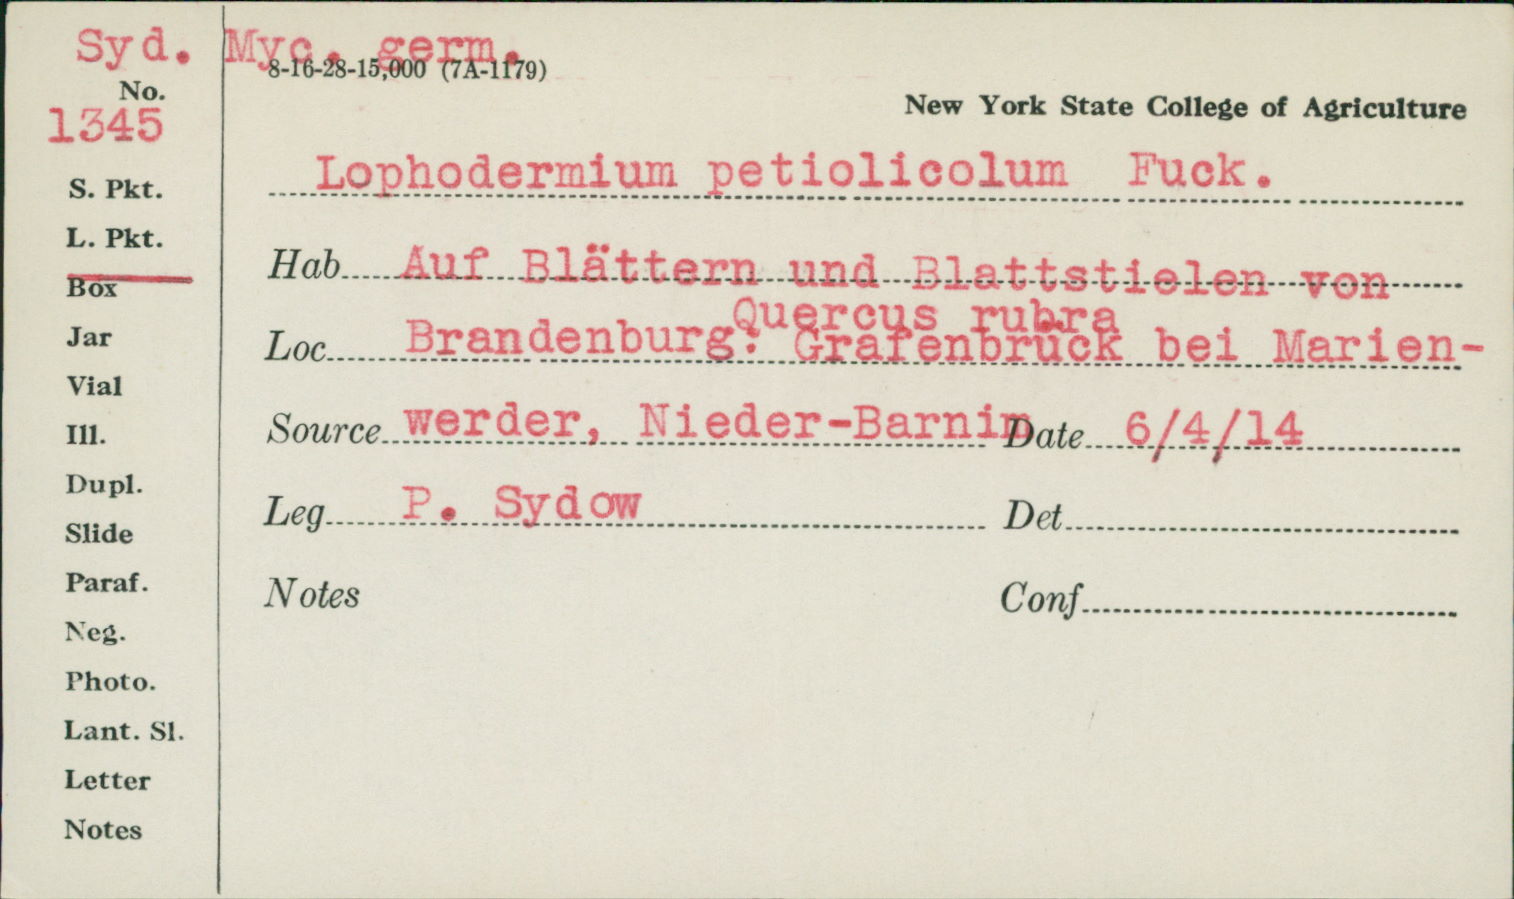 Syd. Myc. germ.
8-16-28-15,000 (7A-1179)
No.
1345
New York State College of Agriculture
Lophodermium petiolicolum Fuck.
S. Pkt.
L. Pkt.
Box
Jar
Vial
Ill.
Dupl.
Slide
Paraf.
Neg.
Photo.
Lant. Sl.
Letter
Notes
Hab Auf Blättern und Blattstielen von
Quercus rubra
Loc Brandenburg: Grafenbrück bei Marien-
Source werder, Nieder-Barnim Date 6/4/14
Leg P. Sydow Det
Notes Conf